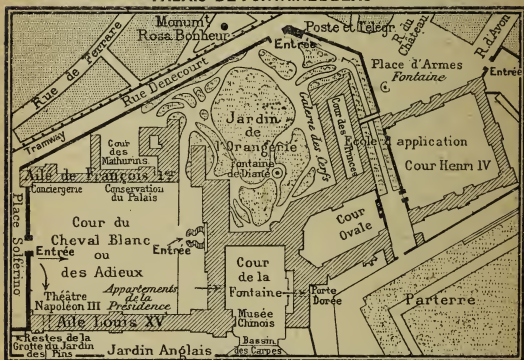 PALAIS DE FONTAINEBLEAU
Monumt
Rosa Bonheur
Poste et Télégr.
R. du
Château
R. d'Avon
Rue de Ferrare
Rue Denecourt
Entrée
Place d'Armes
Fontaine
Entrée
Tramway
Jardin
de
l'Orangerie
Fontaine
de Diane
Galerie des Cerfs
Cour des Princes
École d'application
Cour Henri IV
Cour
des
Mathurins
Aile de François 1er
Conciergerie
Conservation
du Palais
Place Solférino
Cour du
Cheval Blanc
ou
des Adieux
Entrée
Entrée
Cour
Ovale
Cour
de la
Fontaine
Porte
Dorée
Parterre
Théâtre
Napoléon III
Appartements
de la
Présidence
Musée
Chinois
Aile Louis XV
Restes de la
Grotte du Jardin
des Pins
Jardin Anglais
Bassin
des Carpes